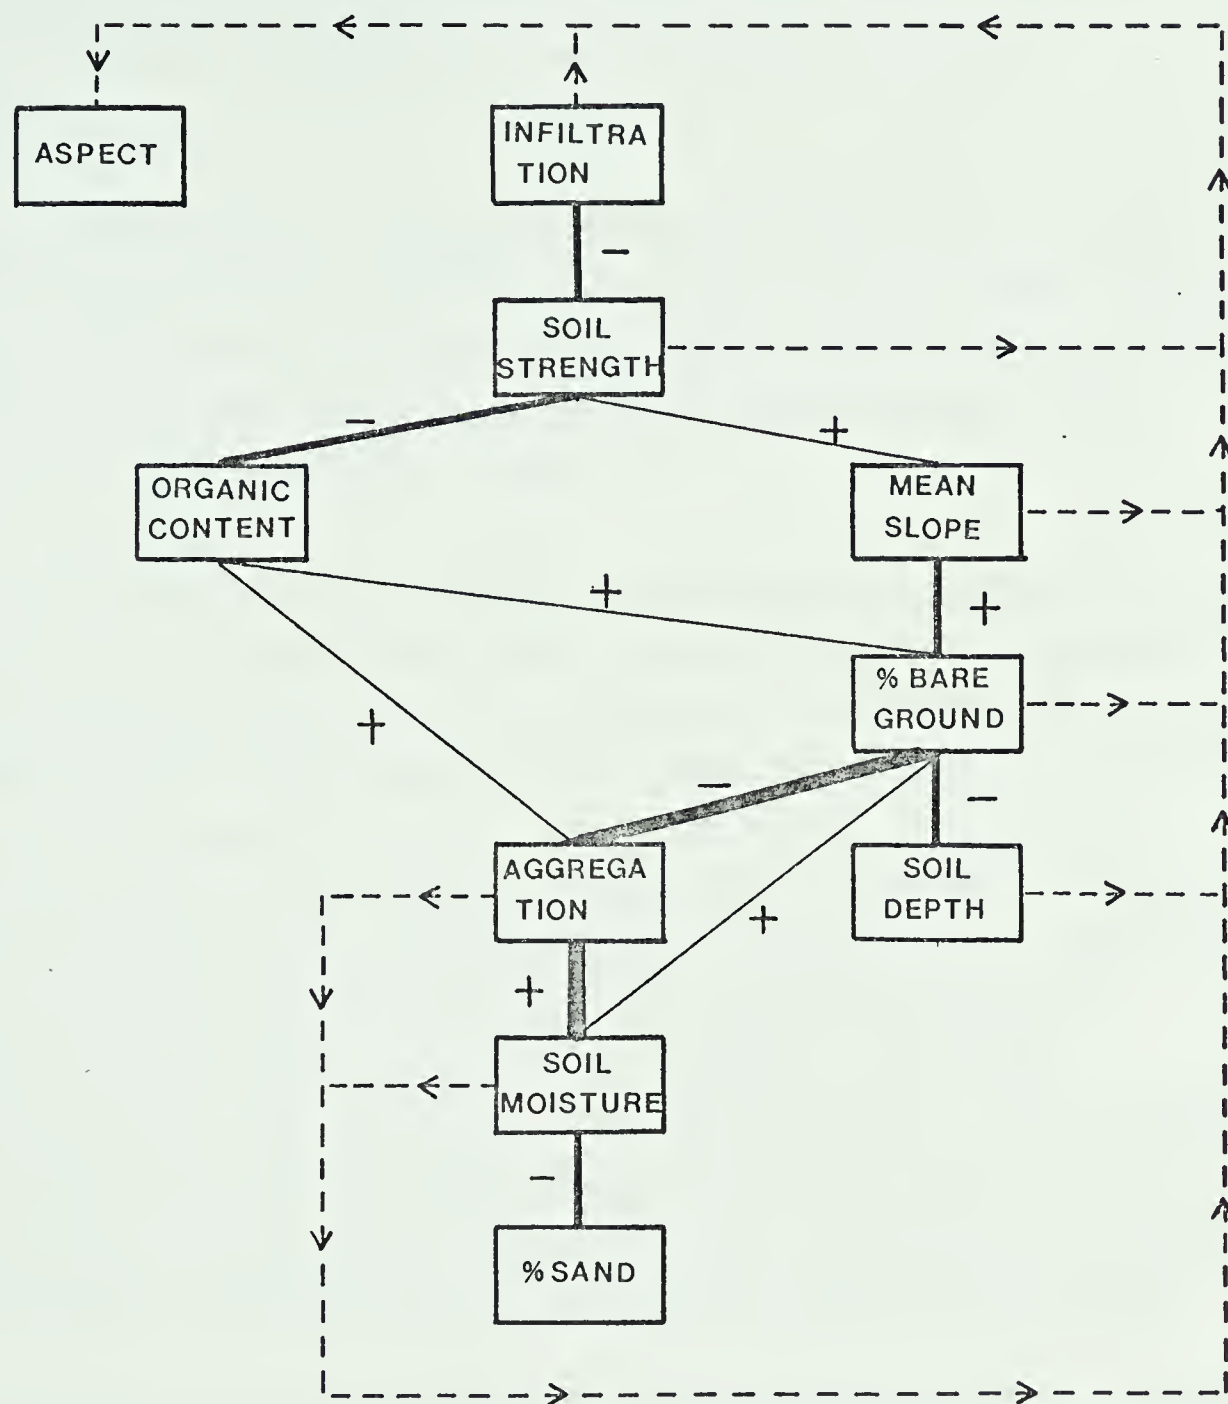 ASPECT
INFILTRA
TION
−
SOIL
STRENGTH
−
+
ORGANIC
CONTENT
MEAN
SLOPE
+
+
% BARE
GROUND
+
−
−
AGGREGA
TION
SOIL
DEPTH
+
+
SOIL
MOISTURE
−
% SAND